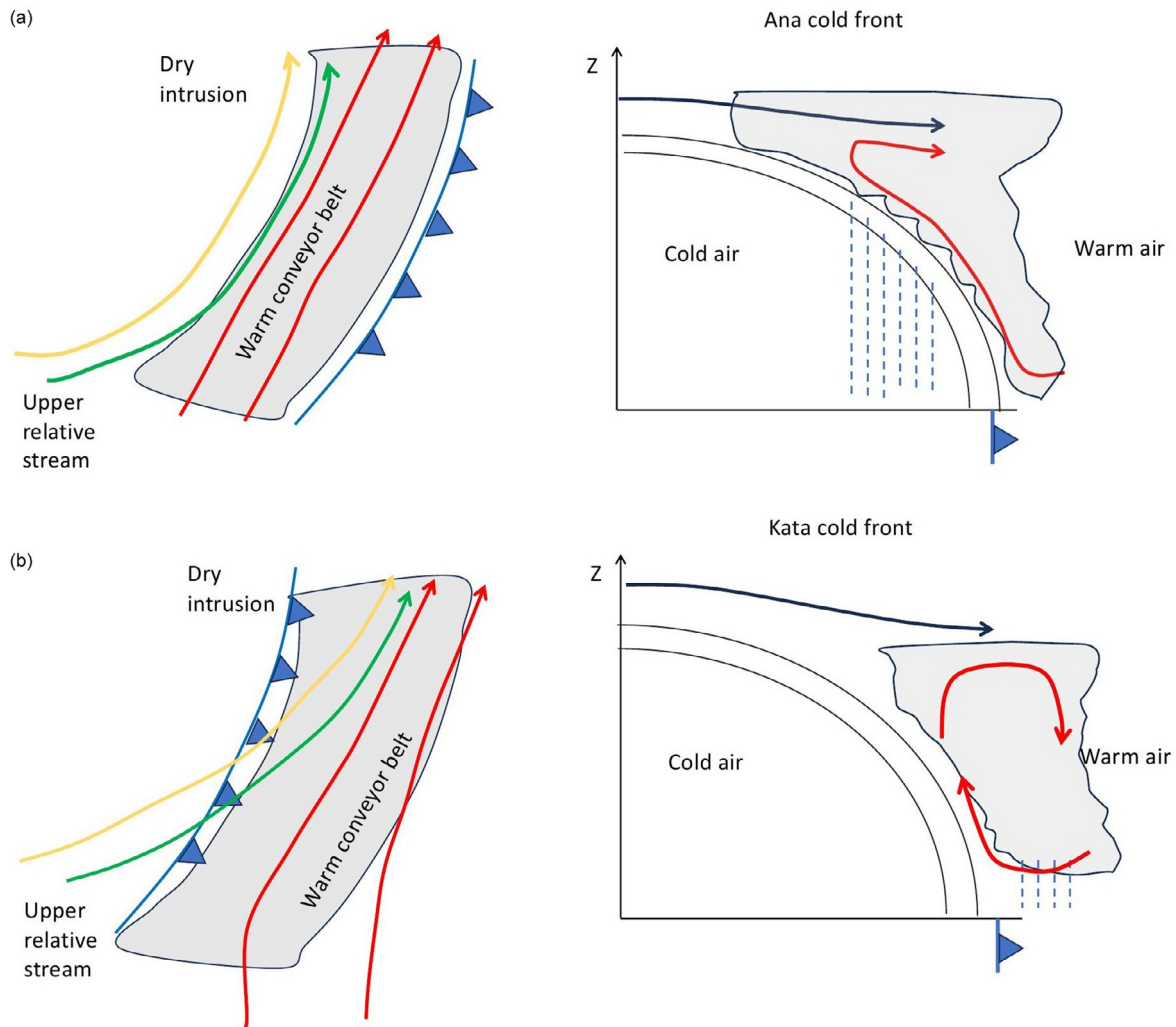 (a)
Dry
intrusion
Warm conveyor belt
Upper
relative
stream
Ana cold front
Z
Cold air
Warm air
(b)
Dry
intrusion
Warm conveyor belt
Upper
relative
stream
Kata cold front
Z
Cold air
Warm air